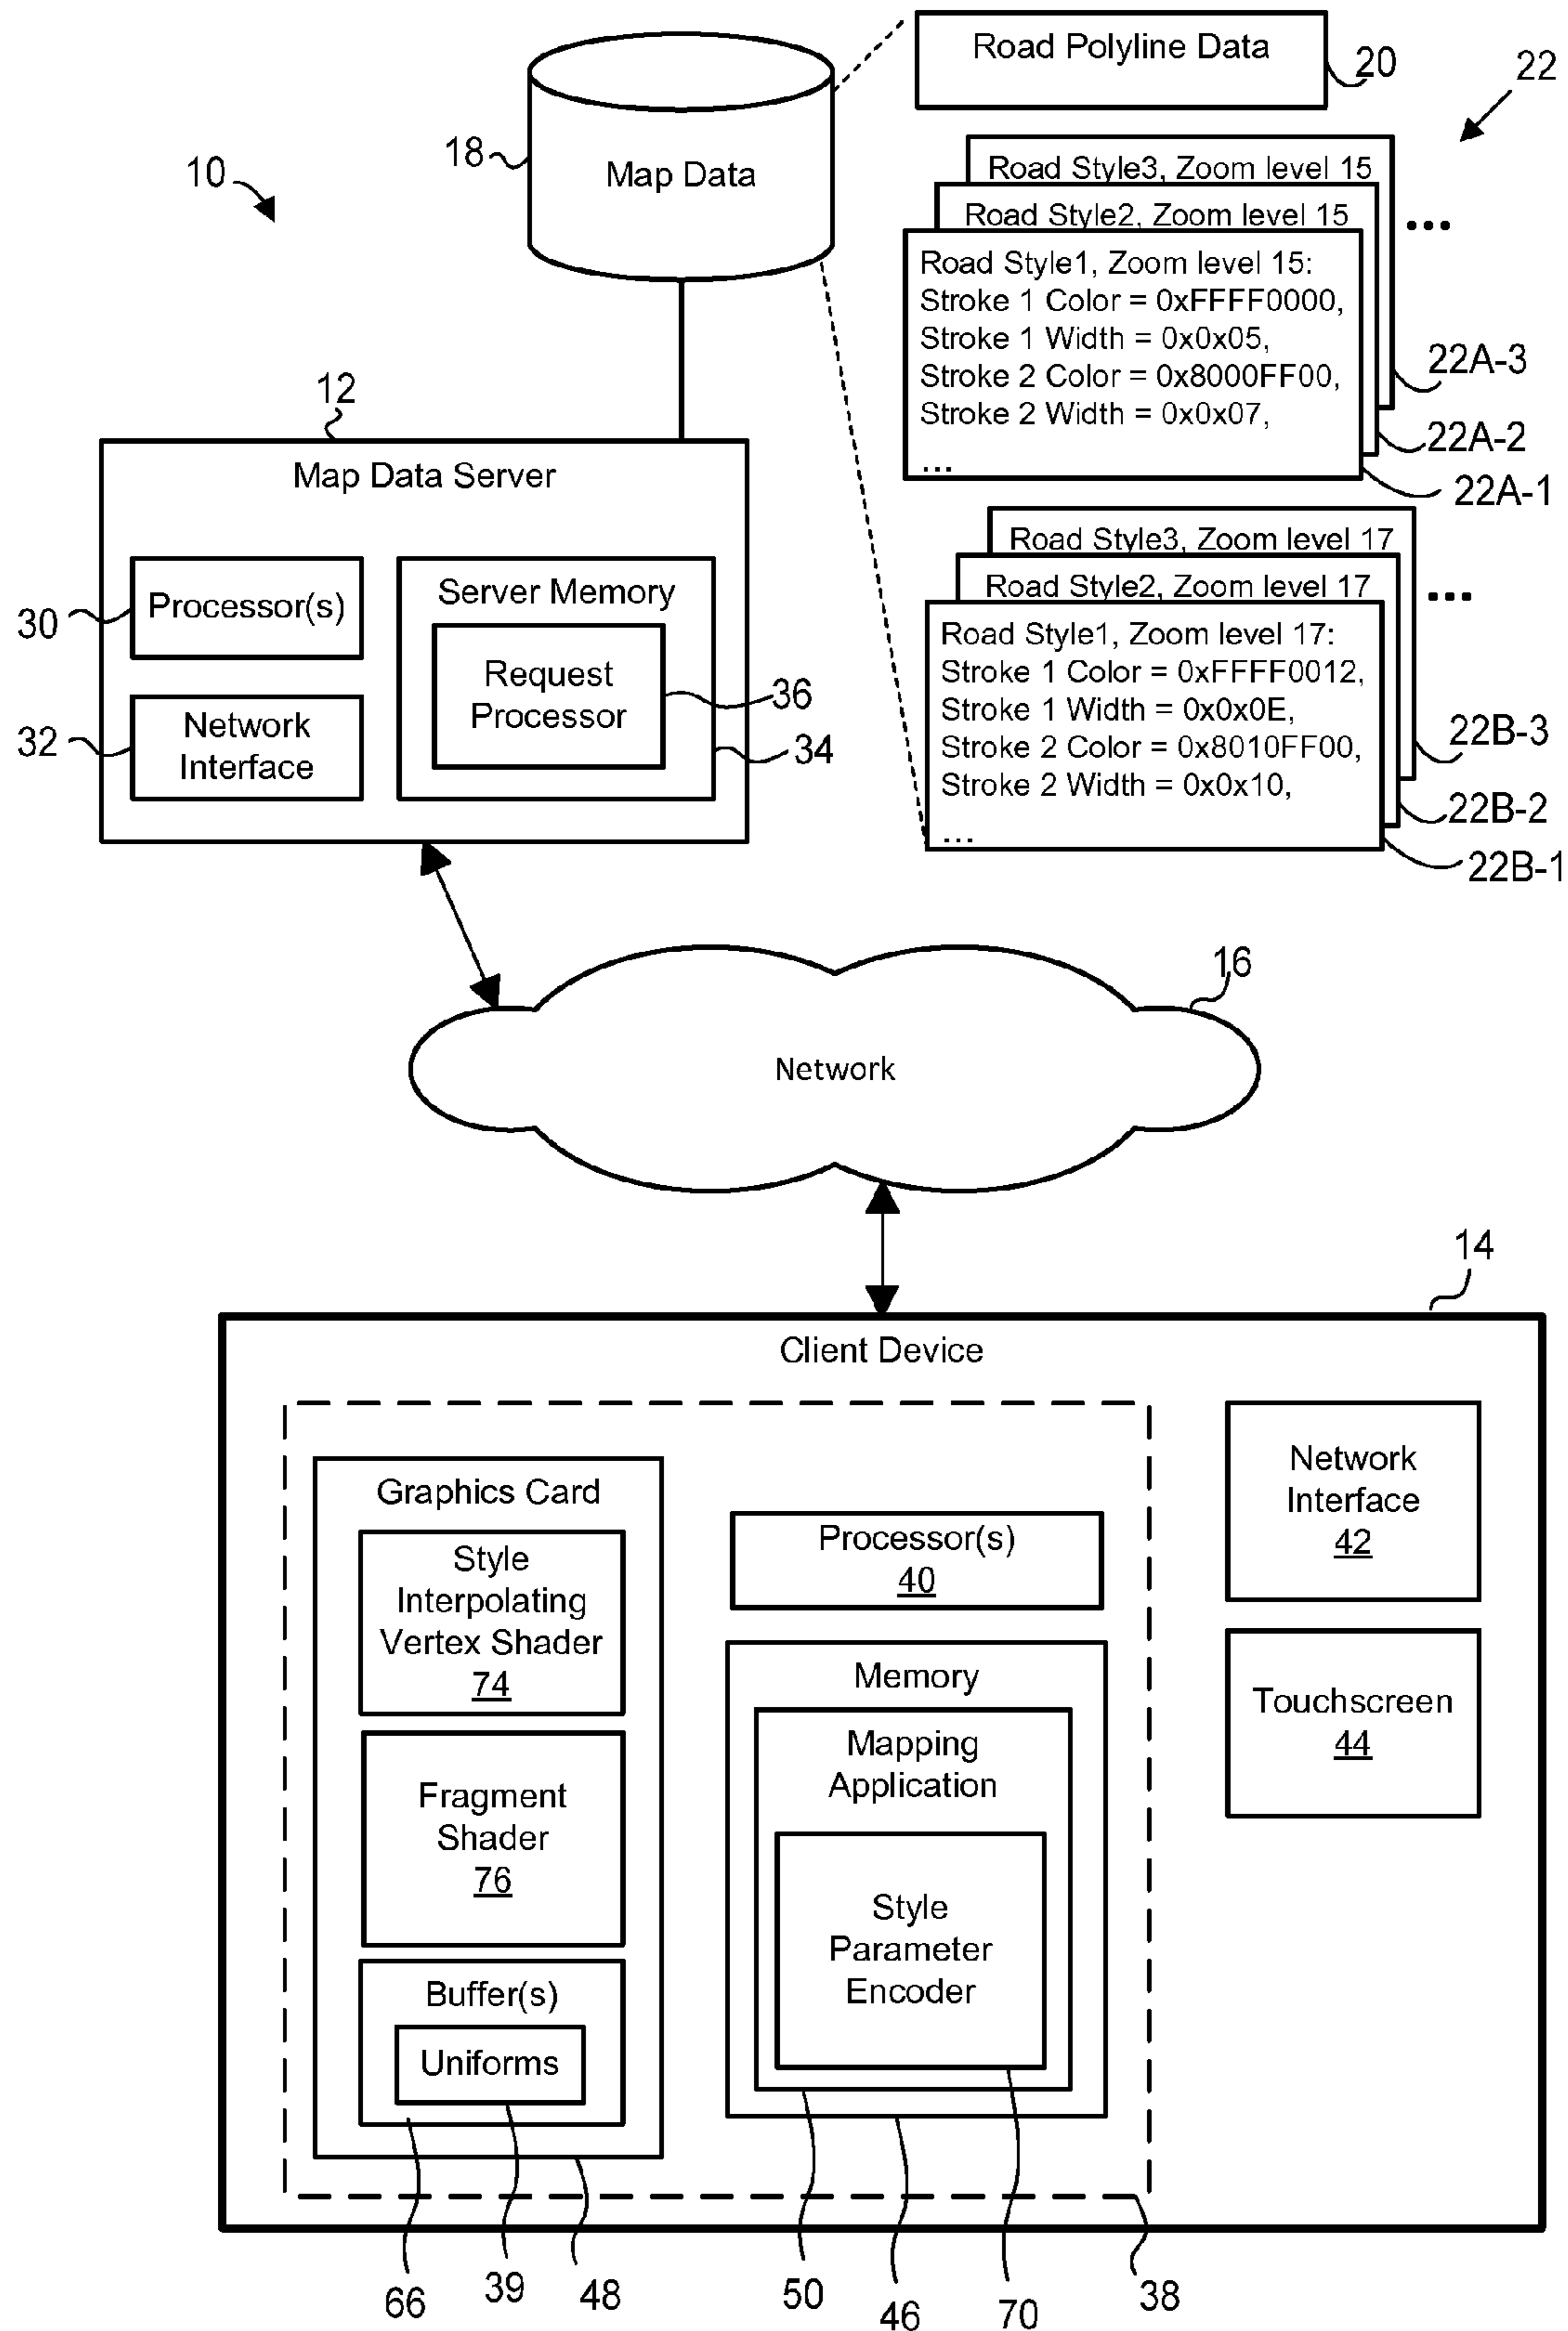 Road Polyline Data
20
22
18
Map Data
10
Road Style3, Zoom level 15
Road Style2, Zoom level 15
...
Road Style1, Zoom level 15:
Stroke 1 Color = 0xFFFF0000,
Stroke 1 Width = 0x0x05,
Stroke 2 Color = 0x8000FF00,
Stroke 2 Width = 0x0x07,
...
22A-3
22A-2
22A-1
12
Map Data Server
Processor(s)
30
Network
Interface
32
Server Memory
Request
Processor
36
34
Road Style3, Zoom level 17
Road Style2, Zoom level 17
...
Road Style1, Zoom level 17:
Stroke 1 Color = 0xFFFF0012,
Stroke 1 Width = 0x0x0E,
Stroke 2 Color = 0x8010FF00,
Stroke 2 Width = 0x0x10,
...
22B-3
22B-2
22B-1
16
Network
14
Client Device
Graphics Card
Style
Interpolating
Vertex Shader
74
Fragment
Shader
76
Buffer(s)
Uniforms
Processor(s)
40
Memory
Mapping
Application
Style
Parameter
Encoder
Network
Interface
42
Touchscreen
44
66
39
48
50
46
70
38